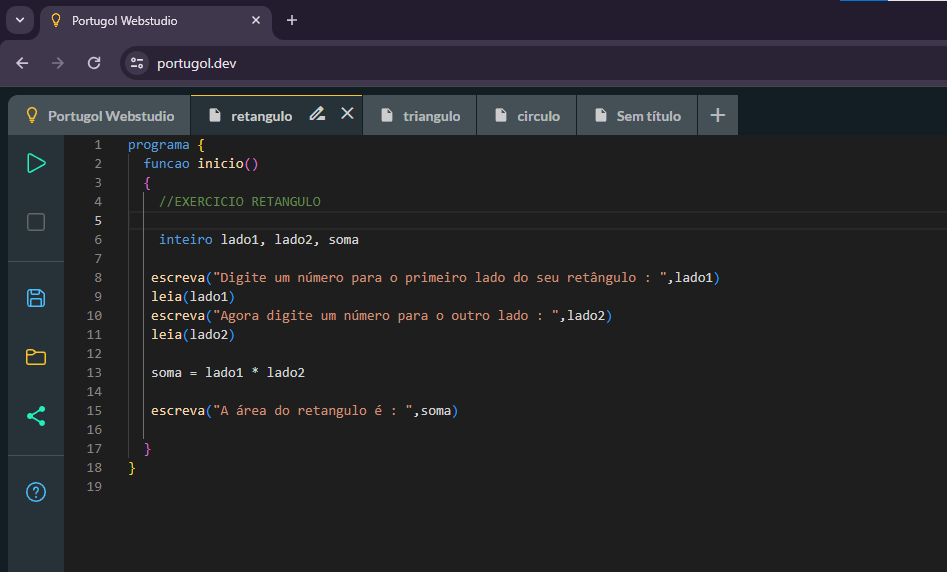 Portugol Webstudio
portugol.dev
Portugol Webstudio retangulo triangulo circulo Sem título
1 programa {
2 funcao inicio()
3 {
4 //EXERCICIO RETANGULO
5
6 inteiro lado1, lado2, soma
7
8 escreva("Digite um número para o primeiro lado do seu retângulo : ",lado1)
9 leia(lado1)
10 escreva("Agora digite um número para o outro lado : ",lado2)
11 leia(lado2)
12
13 soma = lado1 * lado2
14
15 escreva("A área do retangulo é : ",soma)
16
17 }
18 }
19